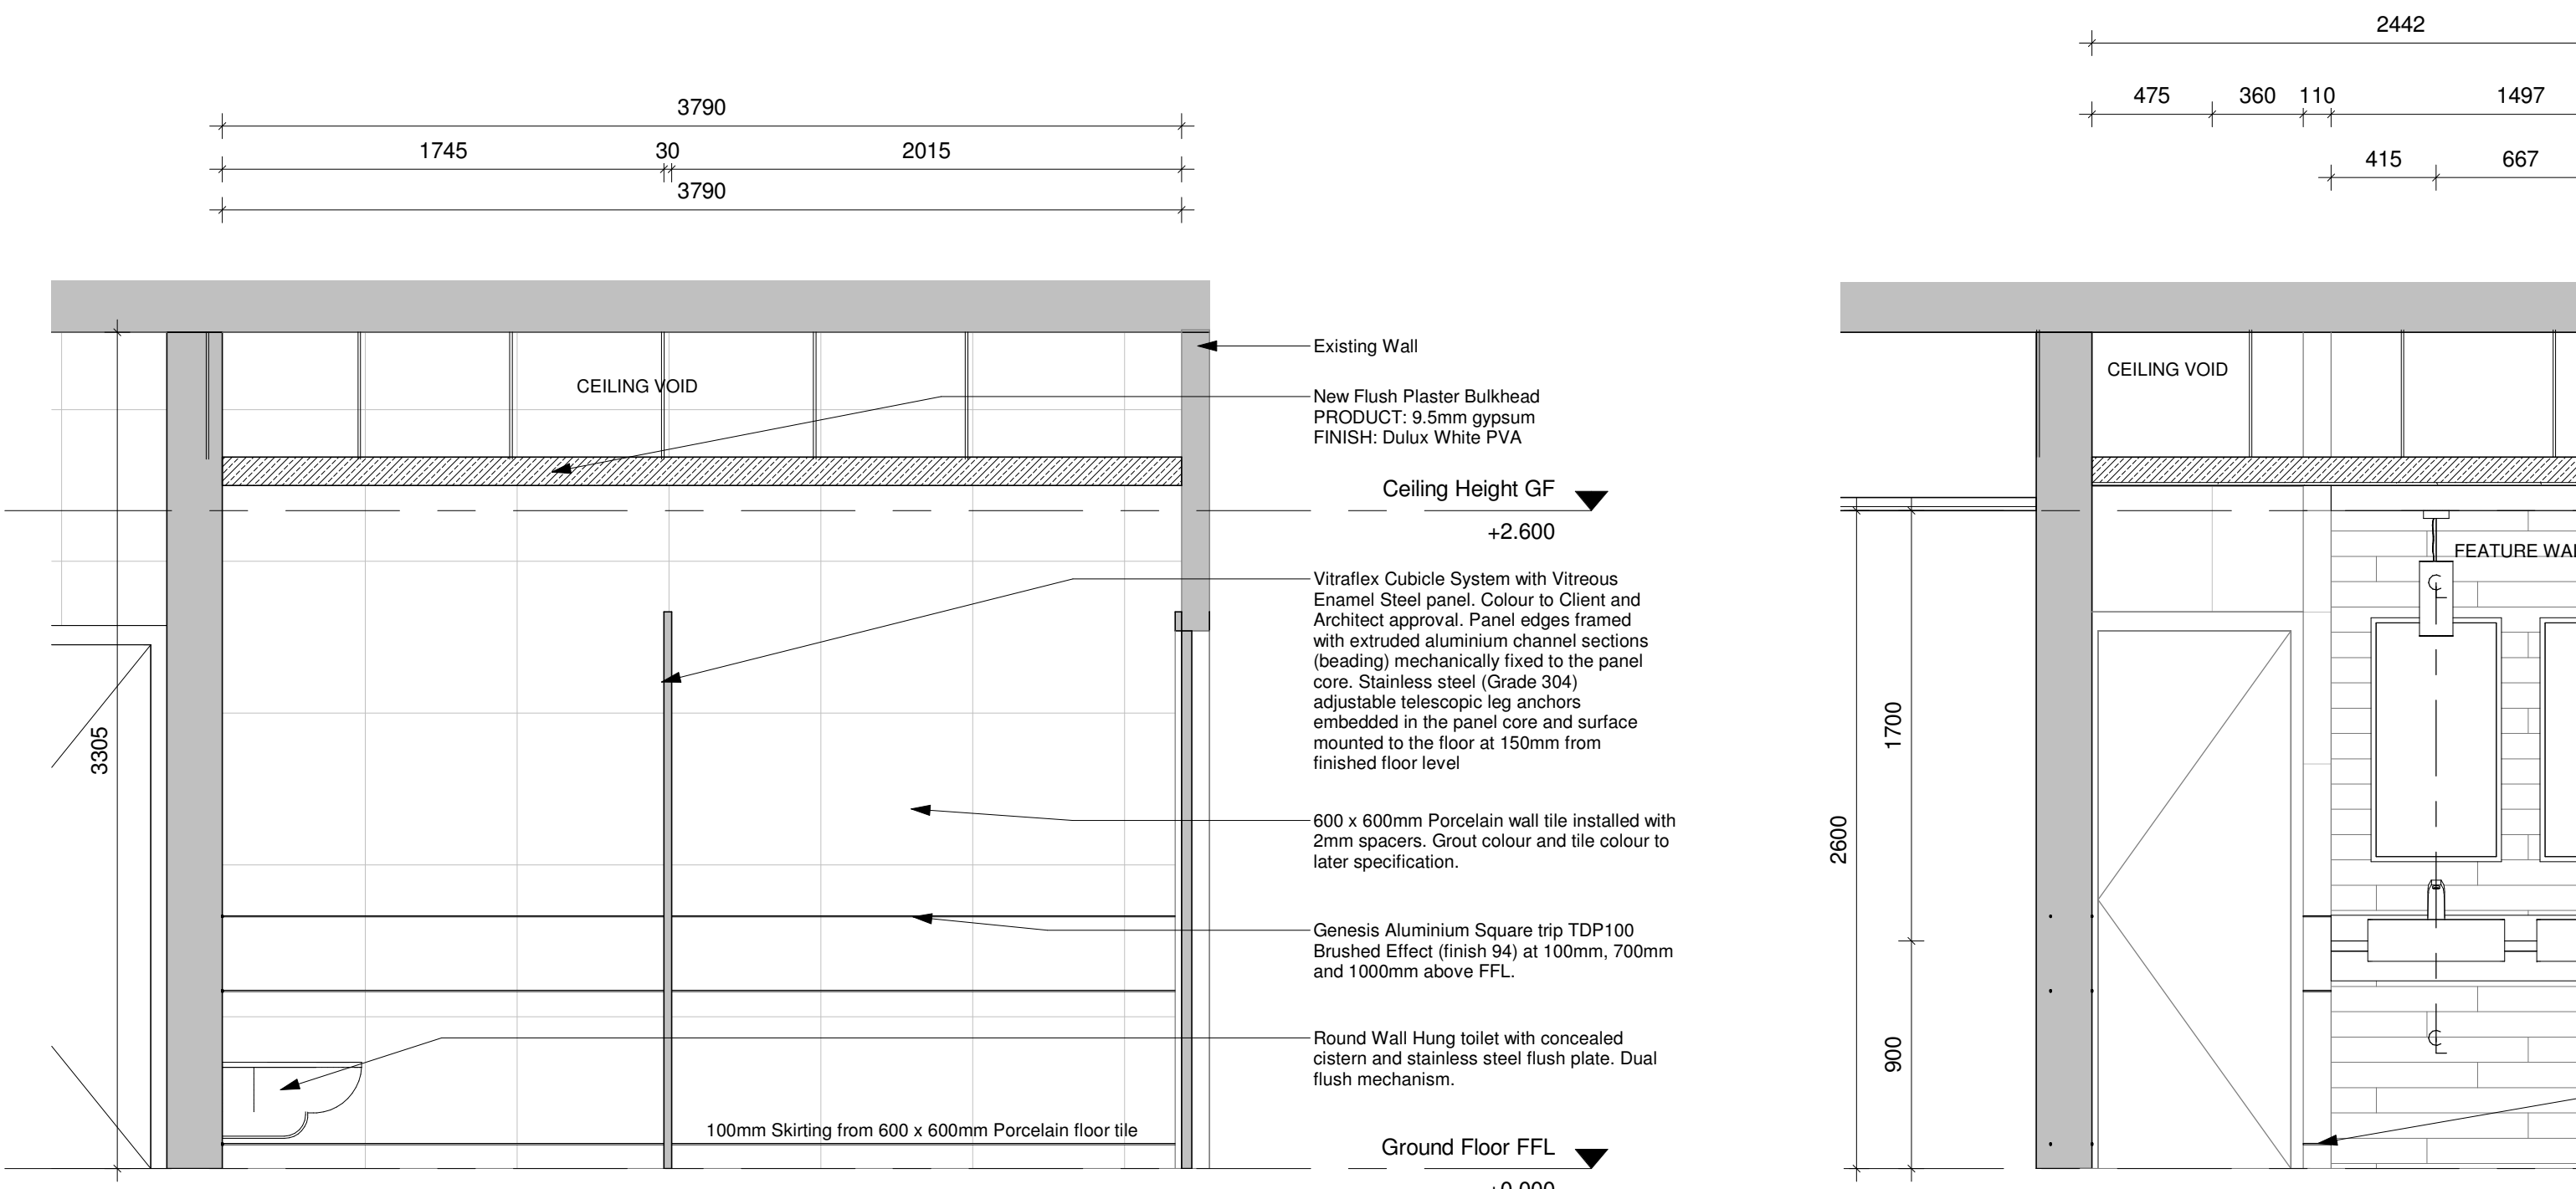 2442
475
360
110
1497
415
667
3790
1745
30
2015
3790
CEILING VOID
3305
Existing Wall
New Flush Plaster Bulkhead
PRODUCT: 9.5mm gypsum
FINISH: Dulux White PVA
Ceiling Height GF
+2.600
Vitraflex Cubicle System with Vitreous
Enamel Steel panel. Colour to Client and
Architect approval. Panel edges framed
with extruded aluminium channel sections
(beading) mechanically fixed to the panel
core. Stainless steel (Grade 304)
adjustable telescopic leg anchors
embedded in the panel core and surface
mounted to the floor at 150mm from
finished floor level
600 x 600mm Porcelain wall tile installed with
2mm spacers. Grout colour and tile colour to
later specification.
Genesis Aluminium Square trip TDP100
Brushed Effect (finish 94) at 100mm, 700mm
and 1000mm above FFL.
Round Wall Hung toilet with concealed
cistern and stainless steel flush plate. Dual
flush mechanism.
100mm Skirting from 600 x 600mm Porcelain floor tile
Ground Floor FFL
+0.000
CEILING VOID
FEATURE WA
1700
2600
900